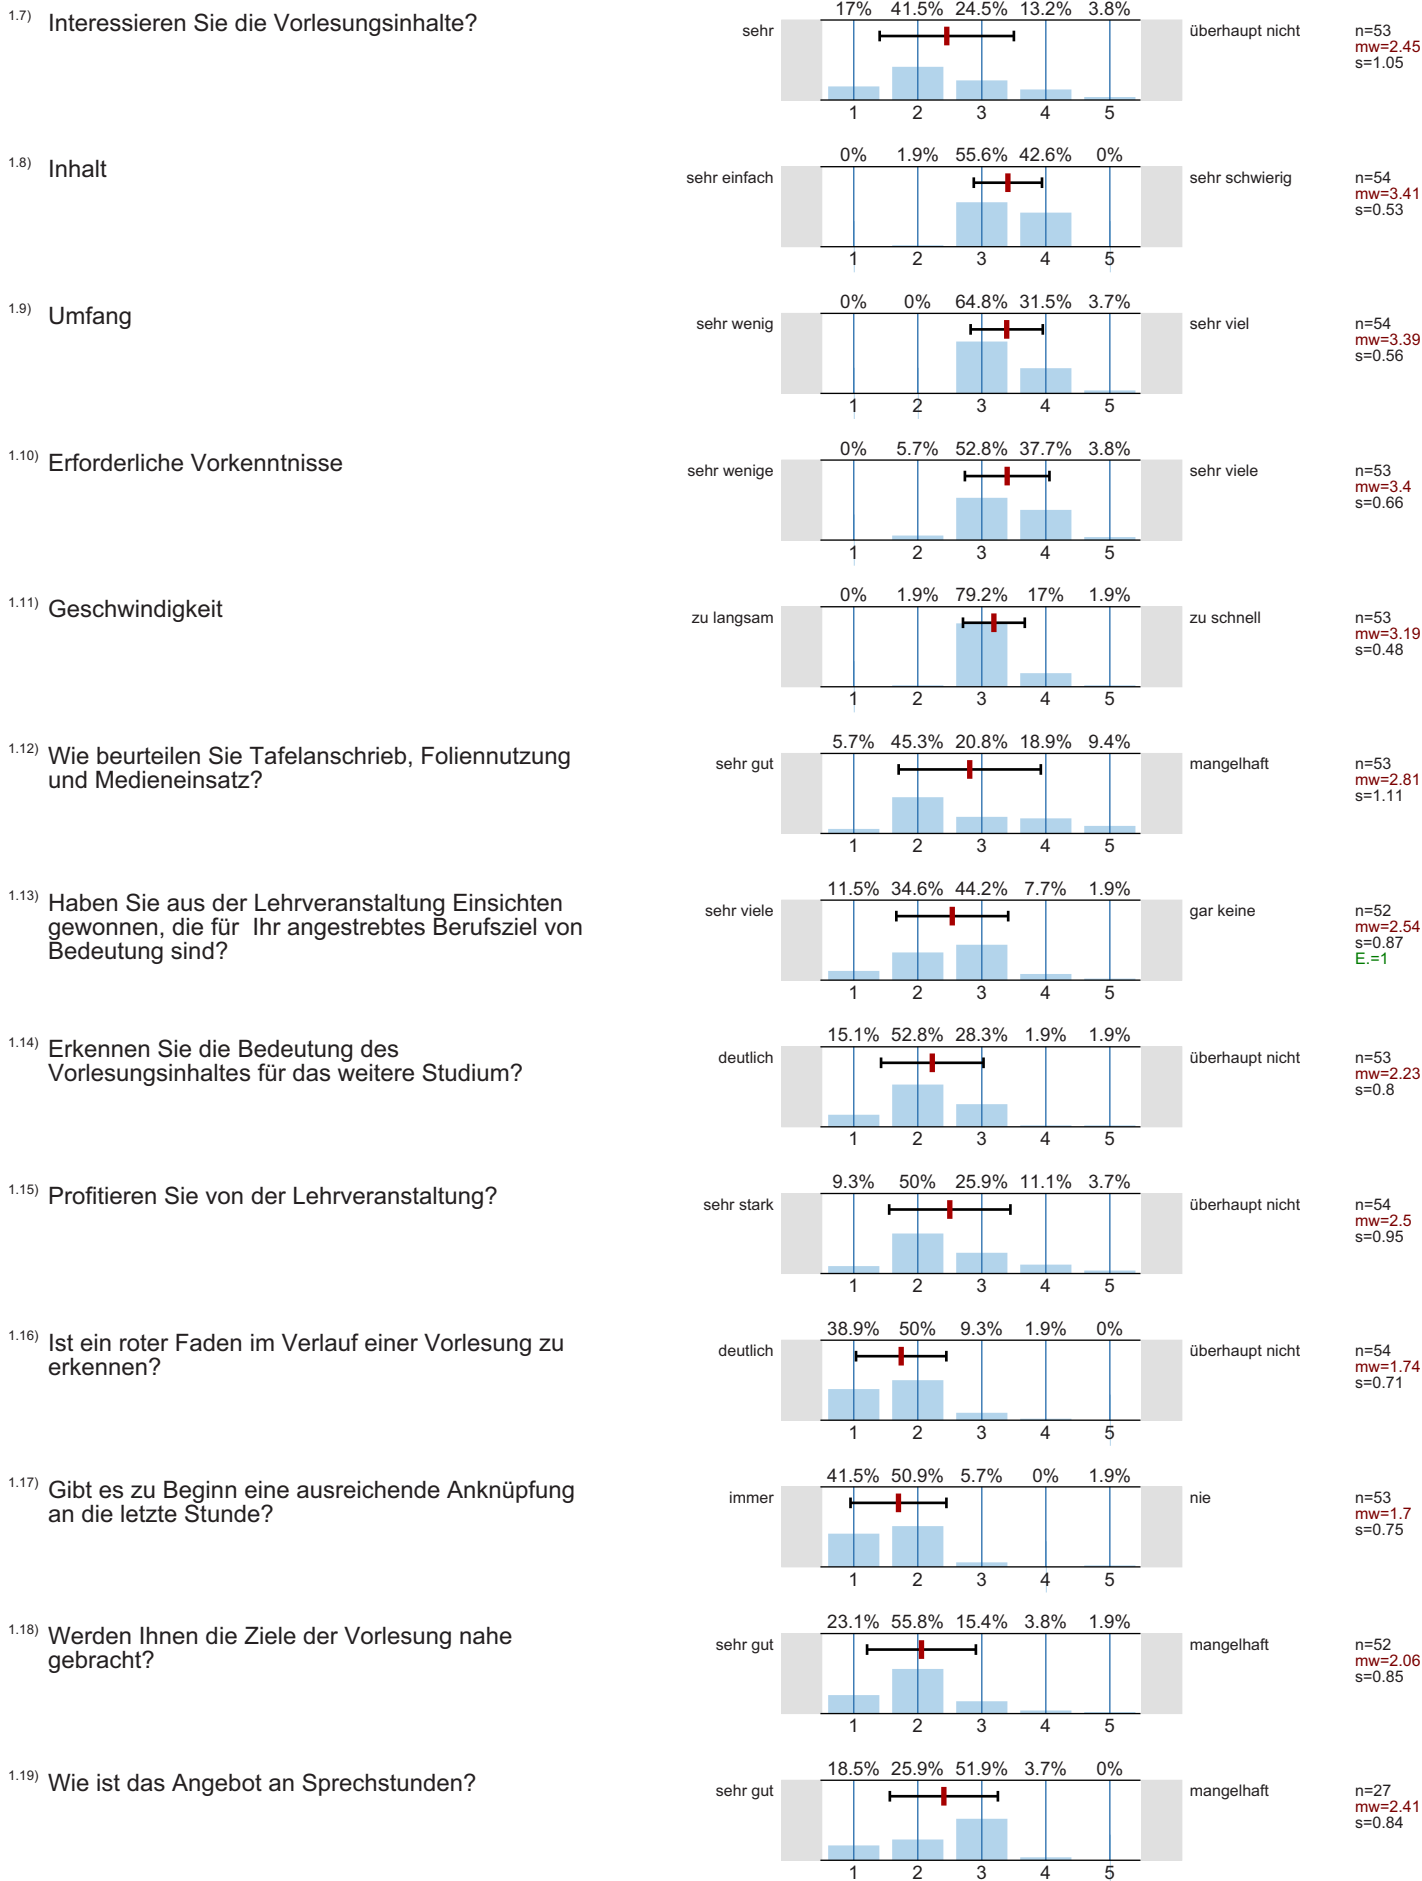 1.7) Interessieren Sie die Vorlesungsinhalte?
17% 41.5% 24.5% 13.2% 3.8%
sehr überhaupt nicht
n=53
mw=2.45
s=1.05
1 2 3 4 5
1.8) Inhalt
0% 1.9% 55.6% 42.6% 0%
sehr einfach sehr schwierig
n=54
mw=3.41
s=0.53
1 2 3 4 5
1.9) Umfang
0% 0% 64.8% 31.5% 3.7%
sehr wenig sehr viel
n=54
mw=3.39
s=0.56
1 2 3 4 5
1.10) Erforderliche Vorkenntnisse
0% 5.7% 52.8% 37.7% 3.8%
sehr wenige sehr viele
n=53
mw=3.4
s=0.66
1 2 3 4 5
1.11) Geschwindigkeit
0% 1.9% 79.2% 17% 1.9%
zu langsam zu schnell
n=53
mw=3.19
s=0.48
1 2 3 4 5
1.12) Wie beurteilen Sie Tafelanschrieb, Foliennutzung
und Medieneinsatz?
5.7% 45.3% 20.8% 18.9% 9.4%
sehr gut mangelhaft
n=53
mw=2.81
s=1.11
1 2 3 4 5
1.13) Haben Sie aus der Lehrveranstaltung Einsichten
gewonnen, die für Ihr angestrebtes Berufsziel von
Bedeutung sind?
11.5% 34.6% 44.2% 7.7% 1.9%
sehr viele gar keine
n=52
mw=2.54
s=0.87
E.=1
1 2 3 4 5
1.14) Erkennen Sie die Bedeutung des
Vorlesungsinhaltes für das weitere Studium?
15.1% 52.8% 28.3% 1.9% 1.9%
deutlich überhaupt nicht
n=53
mw=2.23
s=0.8
1 2 3 4 5
1.15) Profitieren Sie von der Lehrveranstaltung?
9.3% 50% 25.9% 11.1% 3.7%
sehr stark überhaupt nicht
n=54
mw=2.5
s=0.95
1 2 3 4 5
1.16) Ist ein roter Faden im Verlauf einer Vorlesung zu
erkennen?
38.9% 50% 9.3% 1.9% 0%
deutlich überhaupt nicht
n=54
mw=1.74
s=0.71
1 2 3 4 5
1.17) Gibt es zu Beginn eine ausreichende Anknüpfung
an die letzte Stunde?
41.5% 50.9% 5.7% 0% 1.9%
immer nie
n=53
mw=1.7
s=0.75
1 2 3 4 5
1.18) Werden Ihnen die Ziele der Vorlesung nahe
gebracht?
23.1% 55.8% 15.4% 3.8% 1.9%
sehr gut mangelhaft
n=52
mw=2.06
s=0.85
1 2 3 4 5
1.19) Wie ist das Angebot an Sprechstunden?
18.5% 25.9% 51.9% 3.7% 0%
sehr gut mangelhaft
n=27
mw=2.41
s=0.84
1 2 3 4 5